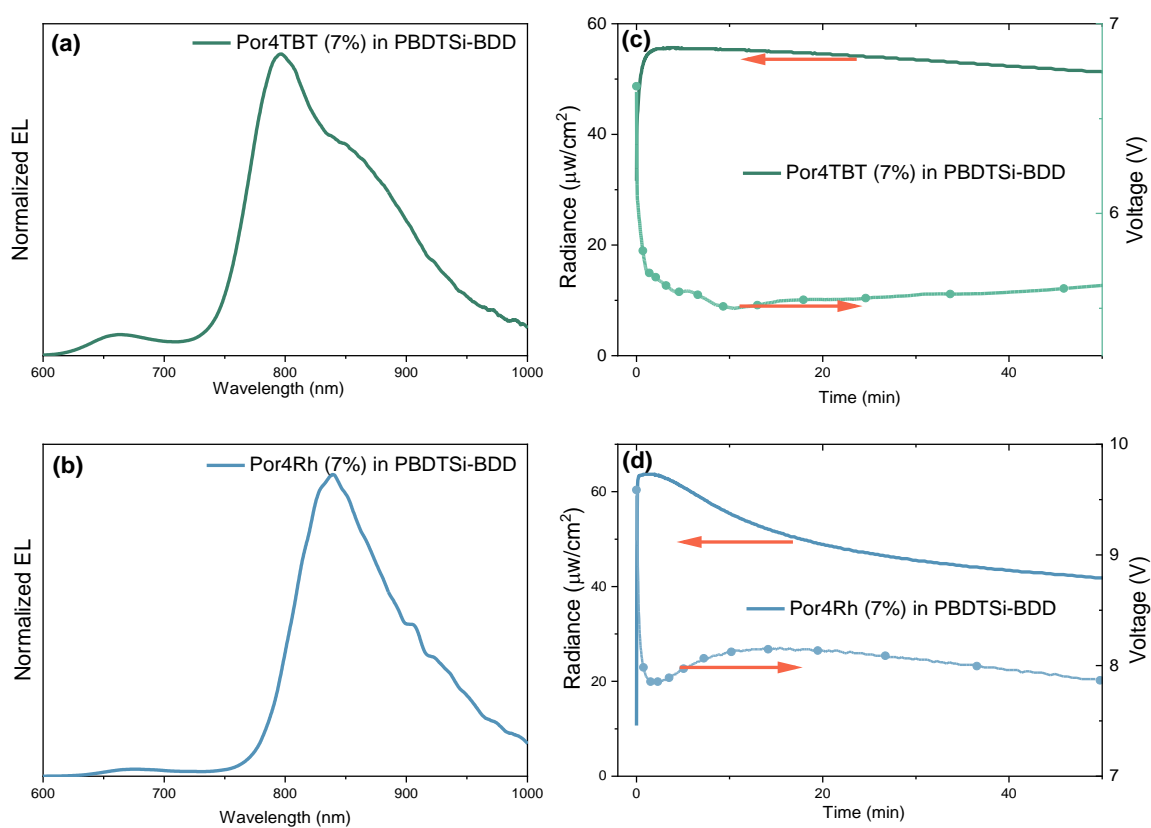 (a)
Por4TBT (7%) in PBDTSi-BDD
Normalized EL
600 700 800 900 1000
Wavelength (nm)
(c)
60
40
20
0
Radiance (μw/cm²)
Por4TBT (7%) in PBDTSi-BDD
7
6
Voltage (V)
0 20 40
Time (min)
(b)
Por4Rh (7%) in PBDTSi-BDD
Normalized EL
600 700 800 900 1000
Wavelength (nm)
(d)
60
40
20
0
Radiance (μw/cm²)
Por4Rh (7%) in PBDTSi-BDD
10
9
8
7
Voltage (V)
0 20 40
Time (min)